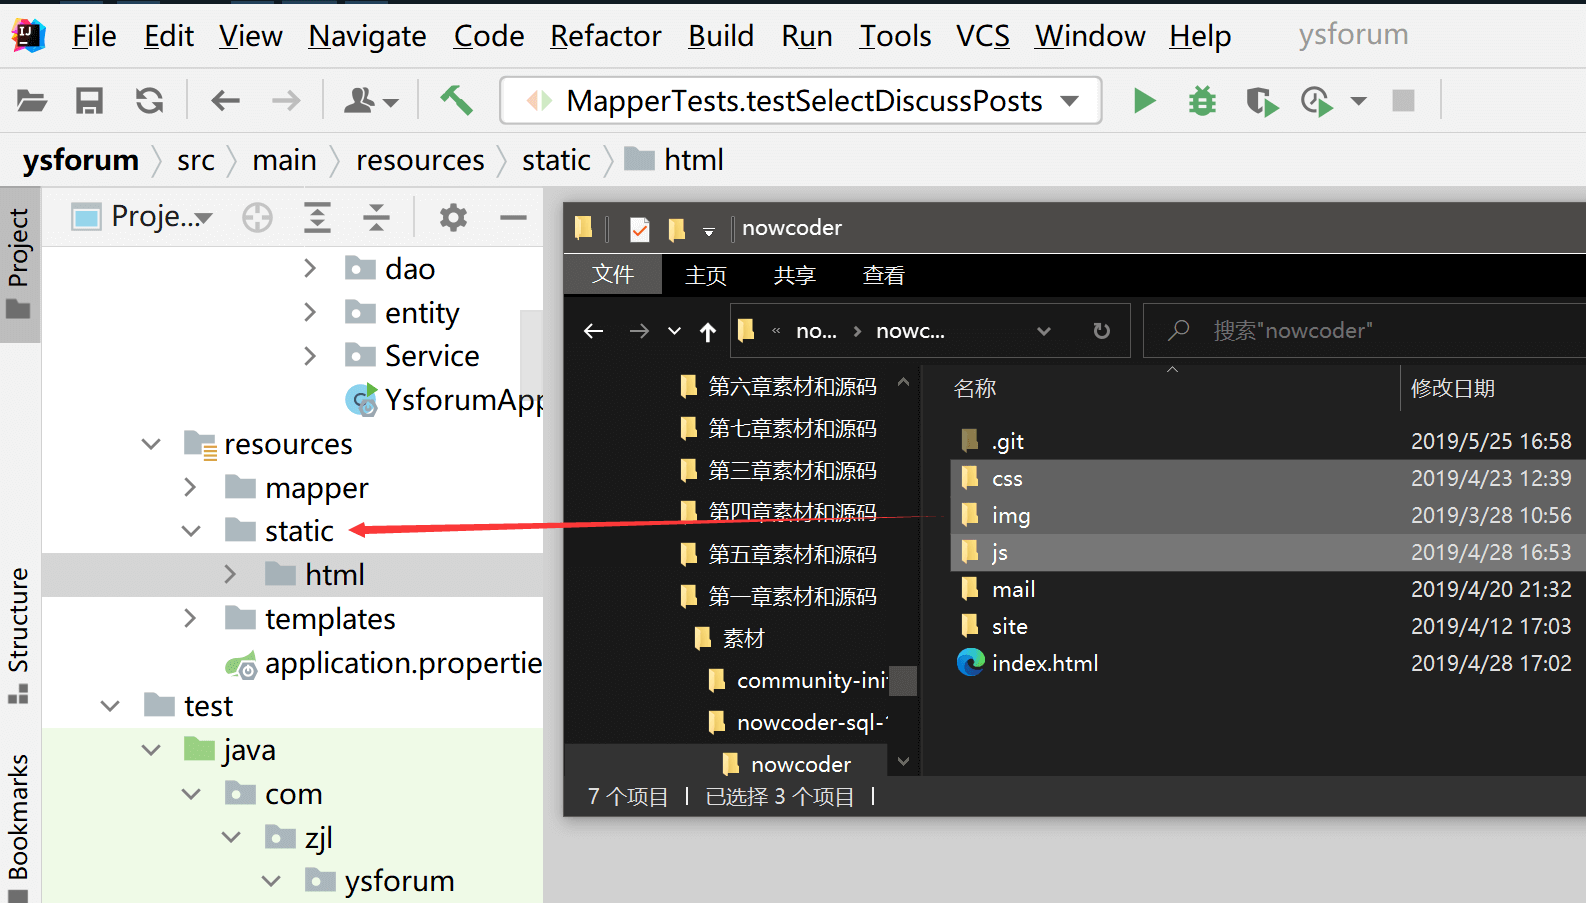 File Edit View Navigate Code Refactor Build Run Tools VCS Window Help ysforum
MapperTests.testSelectDiscussPosts
ysforum src main resources static html
Project
Proje...
dao
entity
Service
YsforumApp
resources
mapper
static
html
templates
application.propertie
test
java
com
zjl
ysforum
Structure
Bookmarks
nowcoder
文件 主页 共享 查看
« no... nowc...
搜索"nowcoder"
第六章素材和源码
第七章素材和源码
第三章素材和源码
第四章素材和源码
第五章素材和源码
第一章素材和源码
素材
community-init
nowcoder-sql-1
nowcoder
名称 修改日期
.git 2019/5/25 16:58
css 2019/4/23 12:39
img 2019/3/28 10:56
js 2019/4/28 16:53
mail 2019/4/20 21:32
site 2019/4/12 17:03
index.html 2019/4/28 17:02
7 个项目 已选择 3 个项目